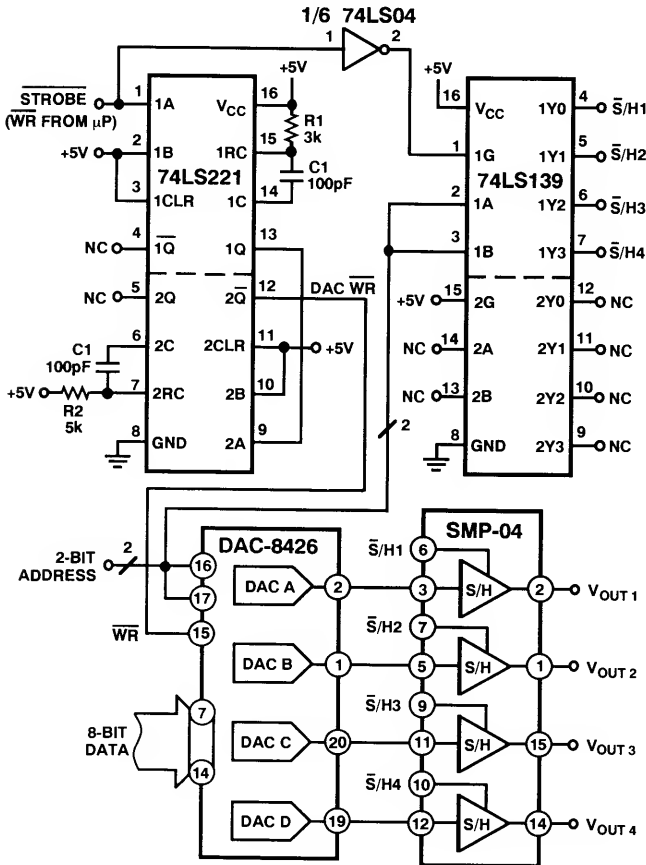 1/6 74LS04
1
2
STROBE
(WR FROM µP)
74LS221
1 1A
2 1B
3 1CLR
4 1Q
5 2Q
6 2C
7 2RC
8 GND
16 VCC
15 1RC
14 1C
13 1Q
12 2Q
11 2CLR
10 2B
9 2A
+5V
+5V
R1
3k
C1
100pF
NC
NC
C1
100pF
+5V
R2
5k
DAC WR
+5V
74LS139
+5V
16 VCC
1 1G
2 1A
3 1B
15 2G
14 2A
13 2B
8 GND
1Y0 4 S/H1
1Y1 5 S/H2
1Y2 6 S/H3
1Y3 7 S/H4
2Y0 12 NC
2Y1 11 NC
2Y2 10 NC
2Y3 9 NC
+5V
NC
NC
2
2-BIT
ADDRESS
2
WR
8-BIT
DATA
DAC-8426
16
17
15
7
14
DAC A 2
DAC B 1
DAC C 20
DAC D 19
SMP-04
S/H1 6
3 S/H 2 VOUT 1
S/H2 7
5 S/H 1 VOUT 2
S/H3 9
11 S/H 15 VOUT 3
S/H4 10
12 S/H 14 VOUT 4